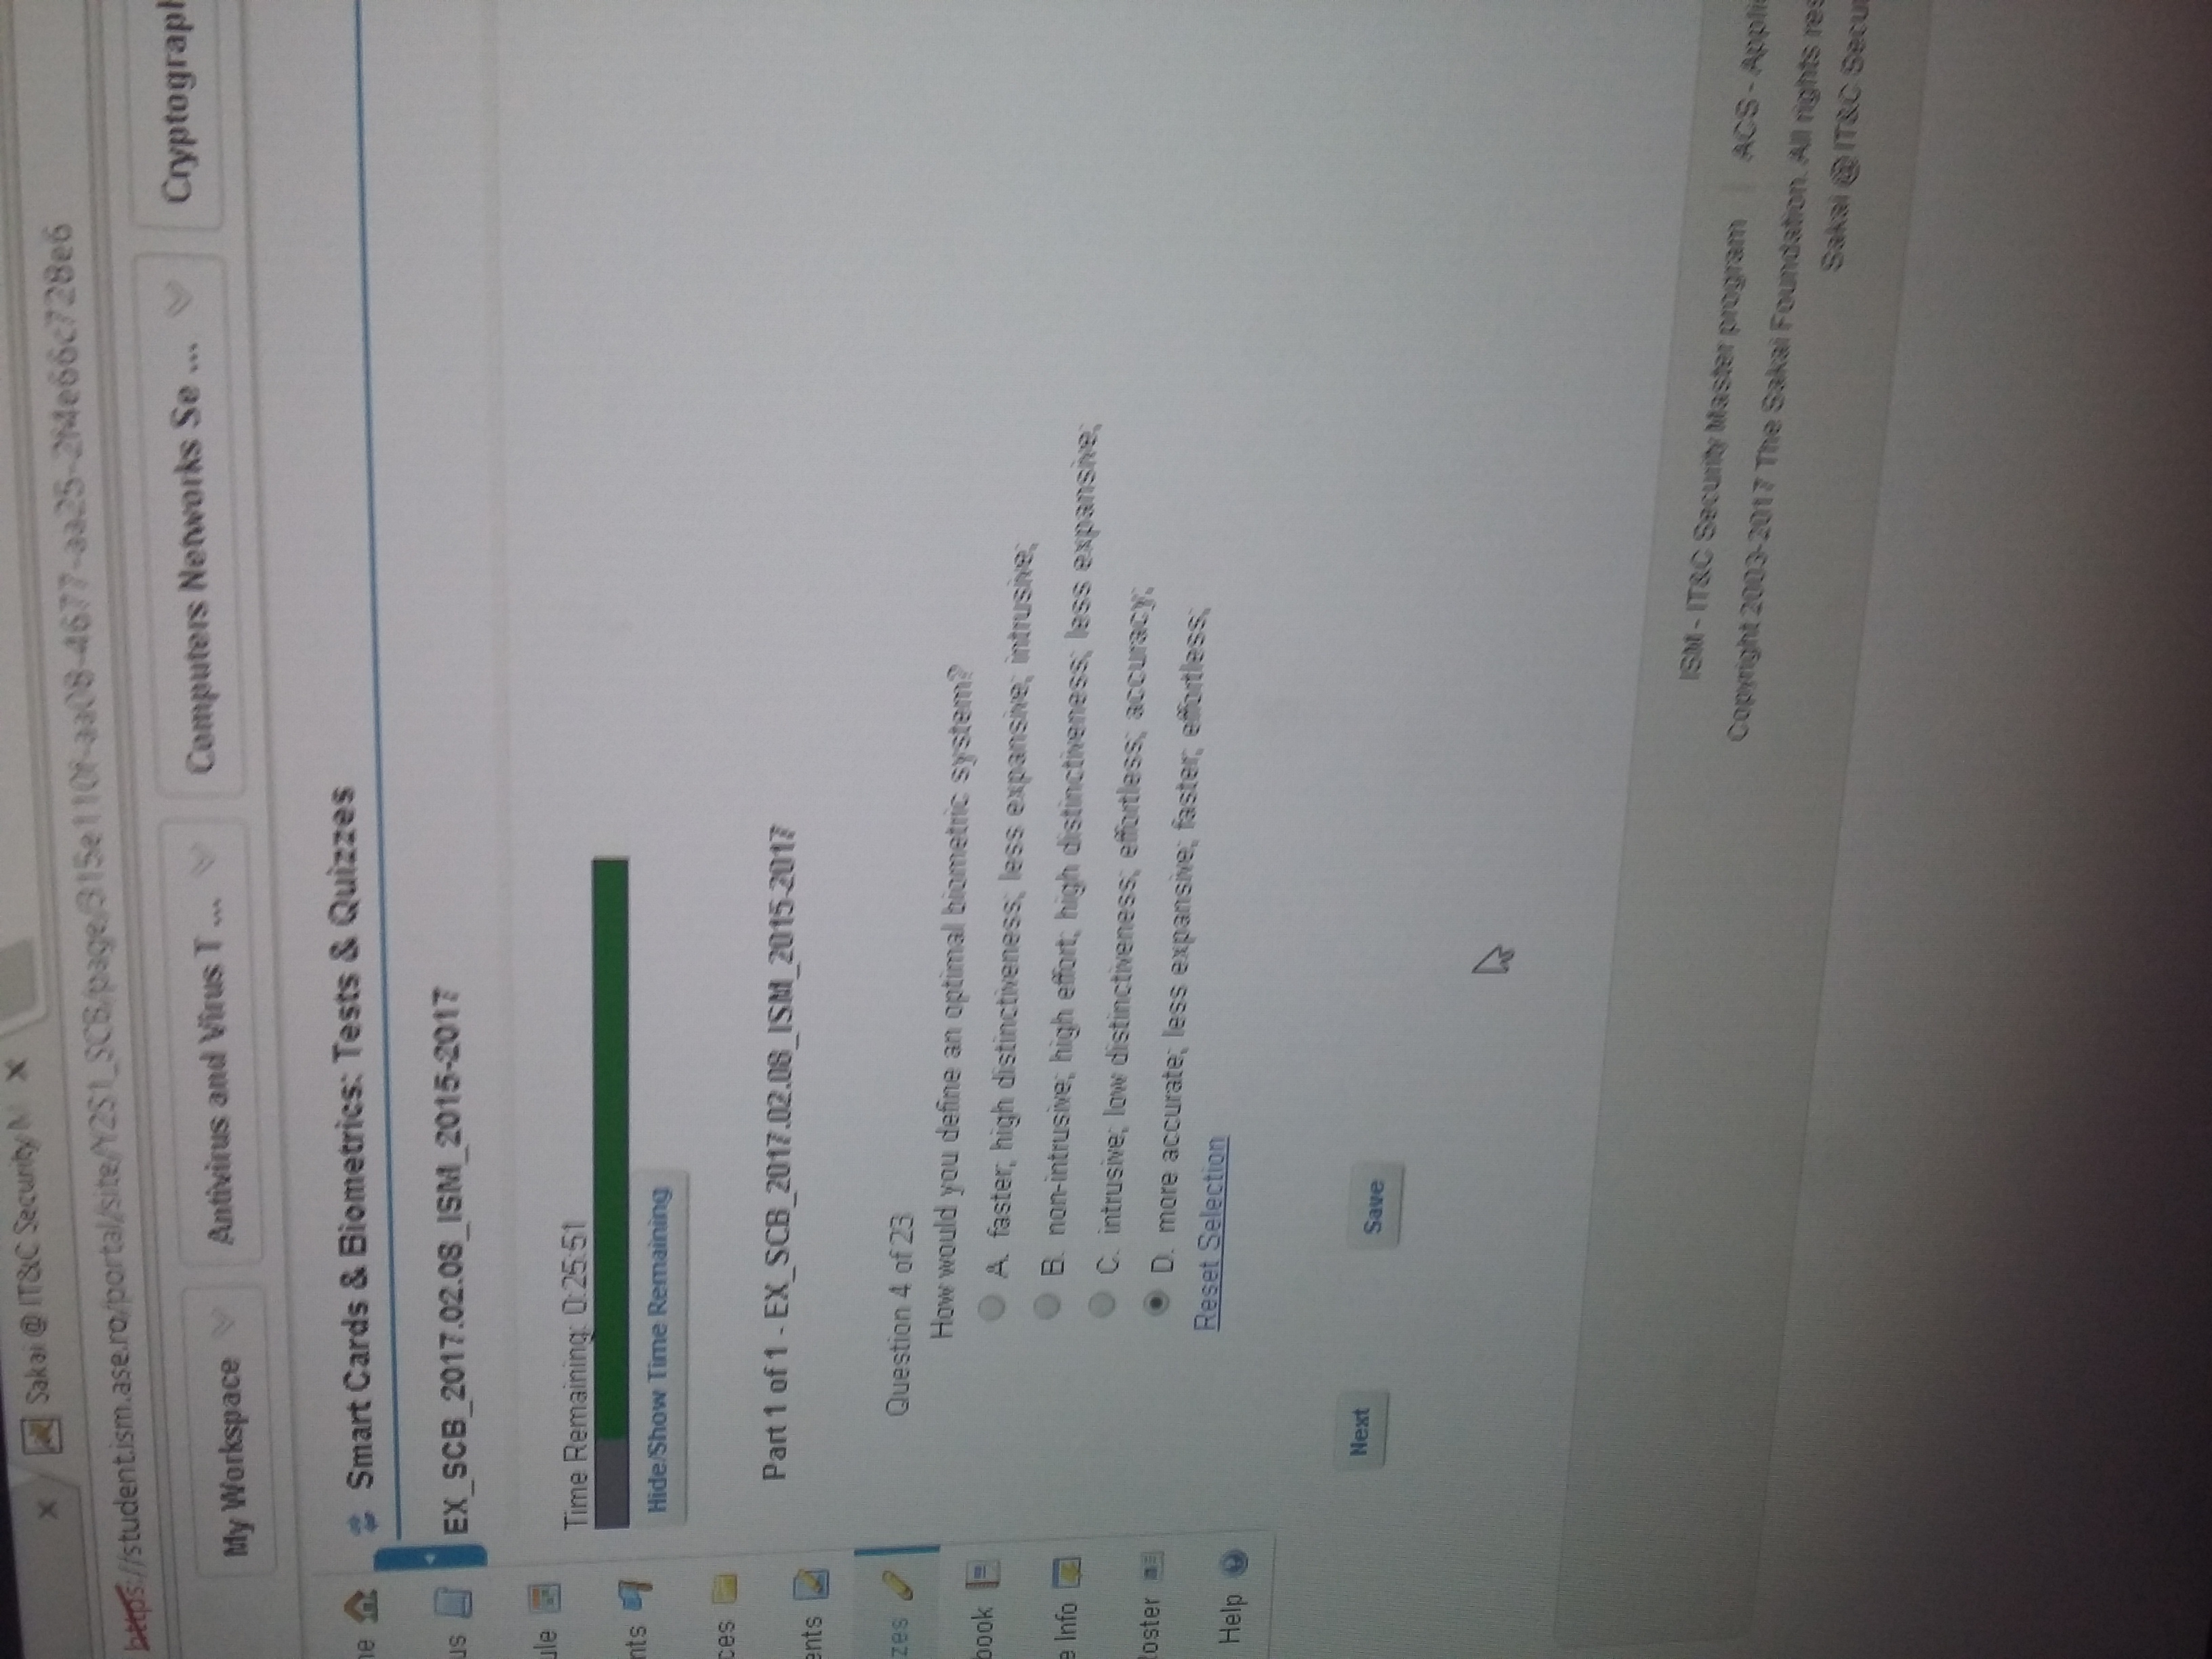 Sakai @ IT&C Security M
https://student.ism.ase.ro/portal/site/Y2S1_SCB/page/315e110f-aa08-4677-aa25-2f4e66c728e6
My Workspace
Antivirus and Virus T ...
Computers Networks Se ...
Cryptograph
Smart Cards & Biometrics: Tests & Quizzes
EX_SCB_2017.02.08_ISM_2015-2017
Time Remaining: 0:25:51
Hide/Show Time Remaining
Part 1 of 1 - EX_SCB_2017.02.08_ISM_2015-2017
Question 4 of 23
How would you define an optimal biometric system?
A. faster; high distinctiveness; less expansive; intrusive;
B. non-intrusive; high effort; high distinctiveness; less expansive;
C. intrusive; low distinctiveness; effortless; accuracy;
D. more accurate; less expansive; faster; effortless;
Reset Selection
Next
Save
ne
us
ule
nts
ces
ents
zes
book
e Info
Roster
Help
ISM - IT&C Security Master program | ACS - Appli
Copyright 2003-2017 The Sakai Foundation. All rights res
Sakai @ IT&C Secu